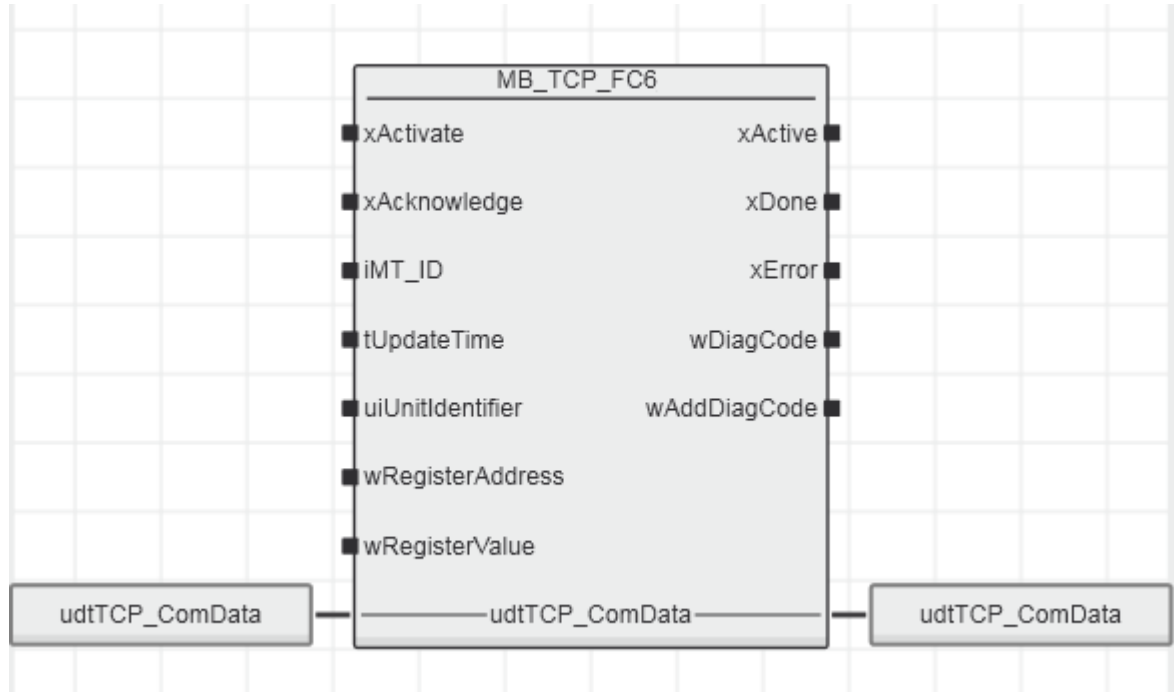 MB_TCP_FC6
xActivate xActive
xAcknowledge xDone
iMT_ID xError
tUpdateTime wDiagCode
uiUnitIdentifier wAddDiagCode
wRegisterAddress
wRegisterValue
udtTCP_ComData udtTCP_ComData udtTCP_ComData